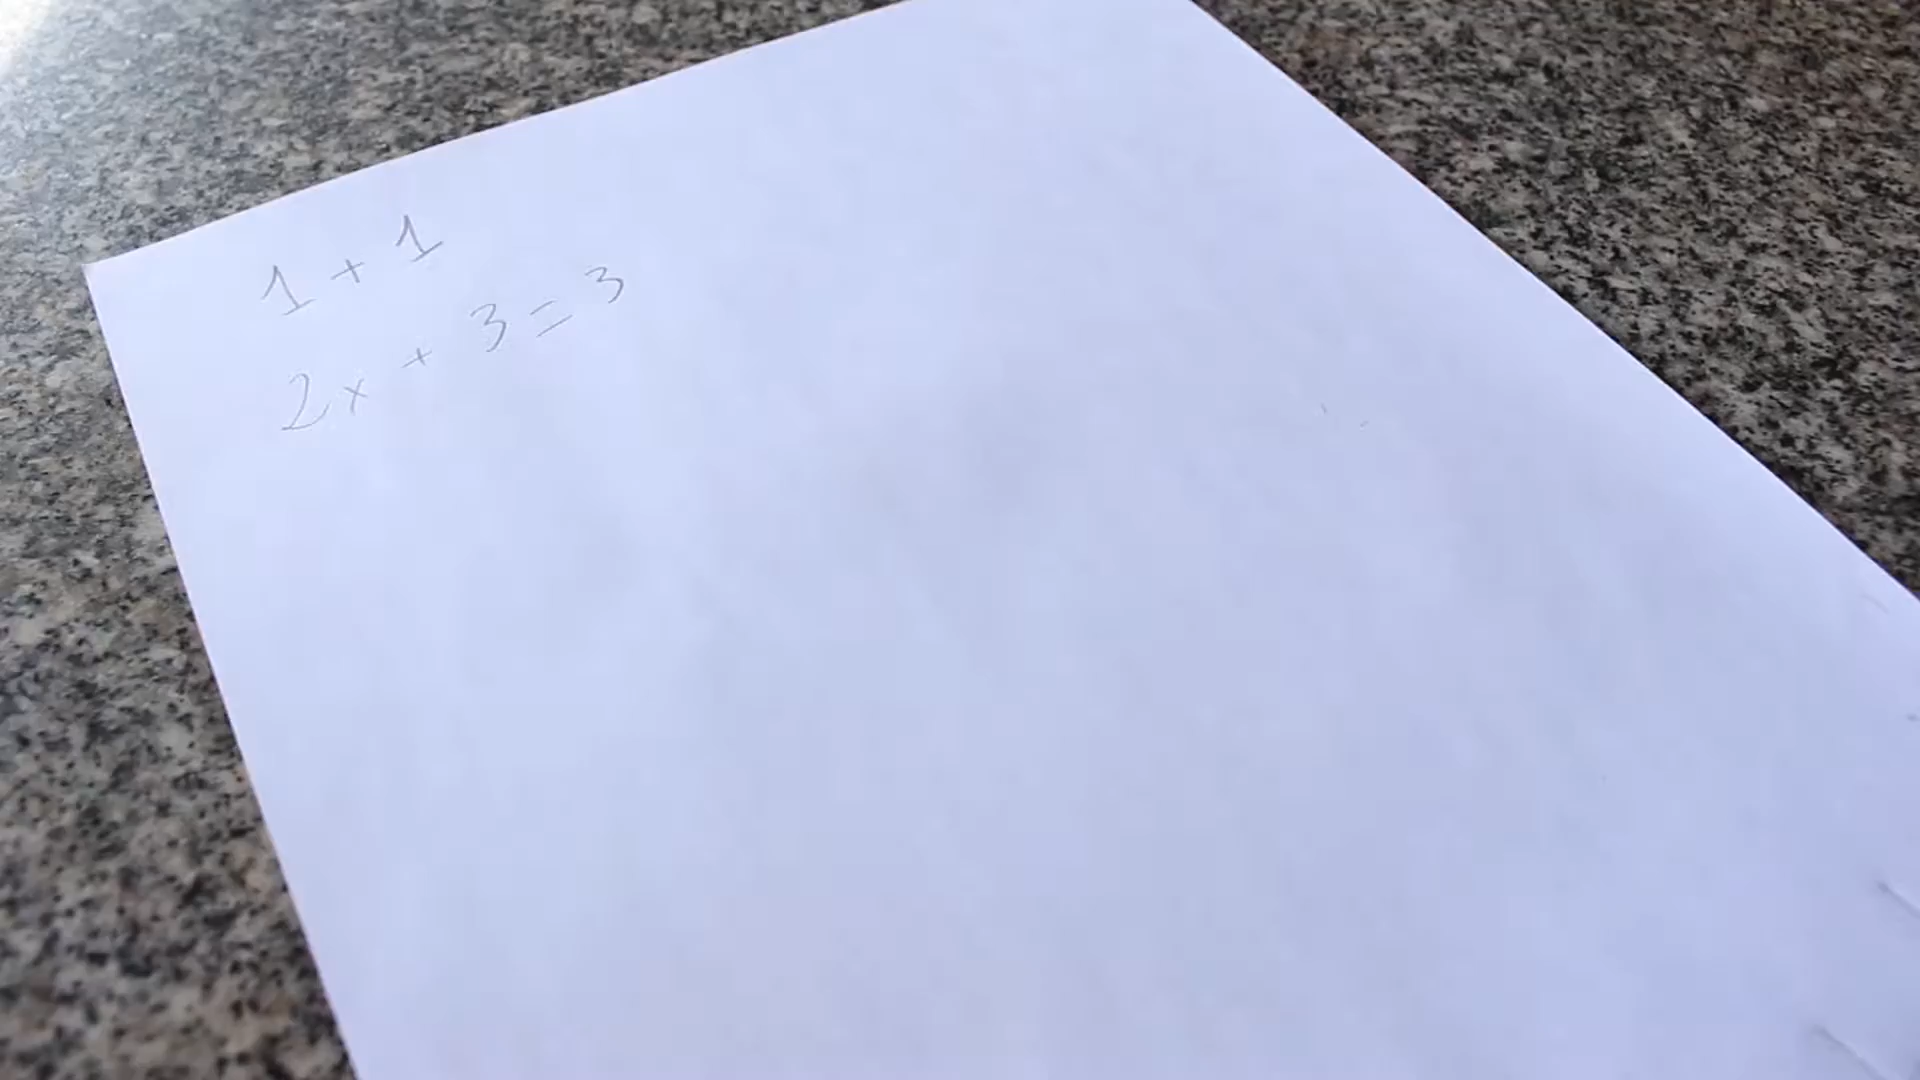 1 + 1
2x + 3 = 3